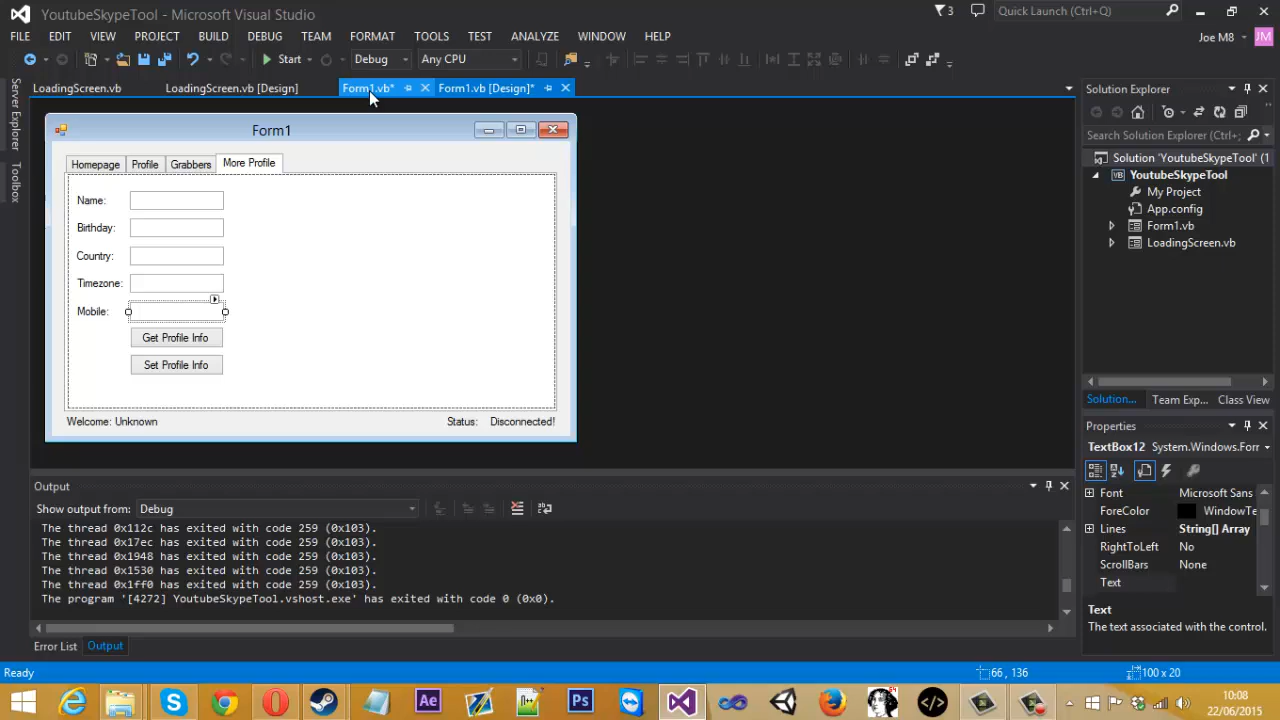 YoutubeSkypeTool - Microsoft Visual Studio
3
Quick Launch (Ctrl+Q)
FILE EDIT VIEW PROJECT BUILD DEBUG TEAM FORMAT TOOLS TEST ANALYZE WINDOW HELP
Joe M8
JM
Start
Debug
Any CPU
LoadingScreen.vb
LoadingScreen.vb [Design]
Form1.vb*
Form1.vb [Design]*
Server Explorer
Toolbox
Form1
Homepage
Profile
Grabbers
More Profile
Name:
Birthday:
Country:
Timezone:
Mobile:
Get Profile Info
Set Profile Info
Welcome: Unknown
Status: Disconnected!
Solution Explorer
Search Solution Explorer (Ctrl+;
Solution 'YoutubeSkypeTool' (1
YoutubeSkypeTool
My Project
App.config
Form1.vb
LoadingScreen.vb
Solution... Team Exp... Class View
Properties
TextBox12 System.Windows.Forr
Font Microsoft Sans
ForeColor WindowTe
Lines String[] Array
RightToLeft No
ScrollBars None
Text
Text
The text associated with the control.
Output
Show output from: Debug
The thread 0x112c has exited with code 259 (0x103).
The thread 0x17ec has exited with code 259 (0x103).
The thread 0x1948 has exited with code 259 (0x103).
The thread 0x1530 has exited with code 259 (0x103).
The thread 0x1ff0 has exited with code 259 (0x103).
The program '[4272] YoutubeSkypeTool.vshost.exe' has exited with code 0 (0x0).
Error List Output
Ready
66 , 136
100 x 20
Ae
Ps
10:08
22/06/2015